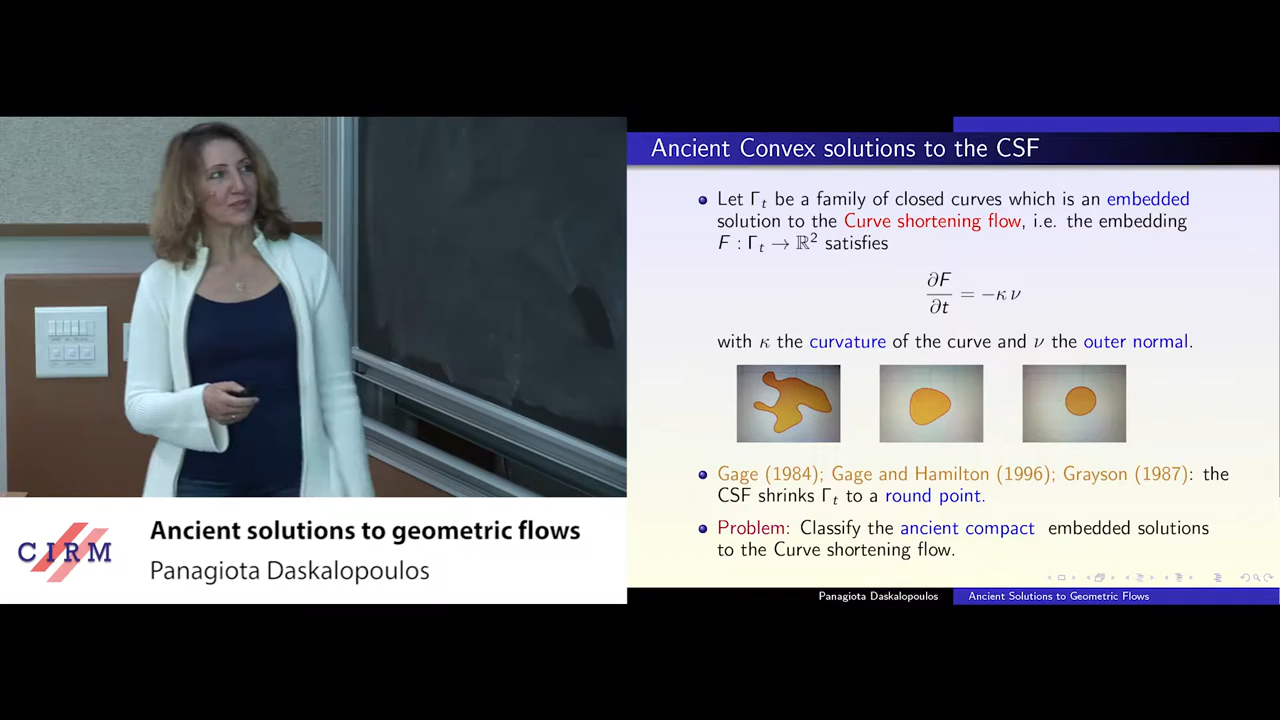 Ancient Convex solutions to the CSF
Let Γt be a family of closed curves which is an embedded
solution to the Curve shortening flow, i.e. the embedding
F : Γt → ℝ² satisfies
∂F/∂t = −κ ν
with κ the curvature of the curve and ν the outer normal.
Gage (1984); Gage and Hamilton (1996); Grayson (1987): the
CSF shrinks Γt to a round point.
Problem: Classify the ancient compact embedded solutions
to the Curve shortening flow.
Panagiota Daskalopoulos
Ancient Solutions to Geometric Flows
CIRM
Ancient solutions to geometric flows
Panagiota Daskalopoulos